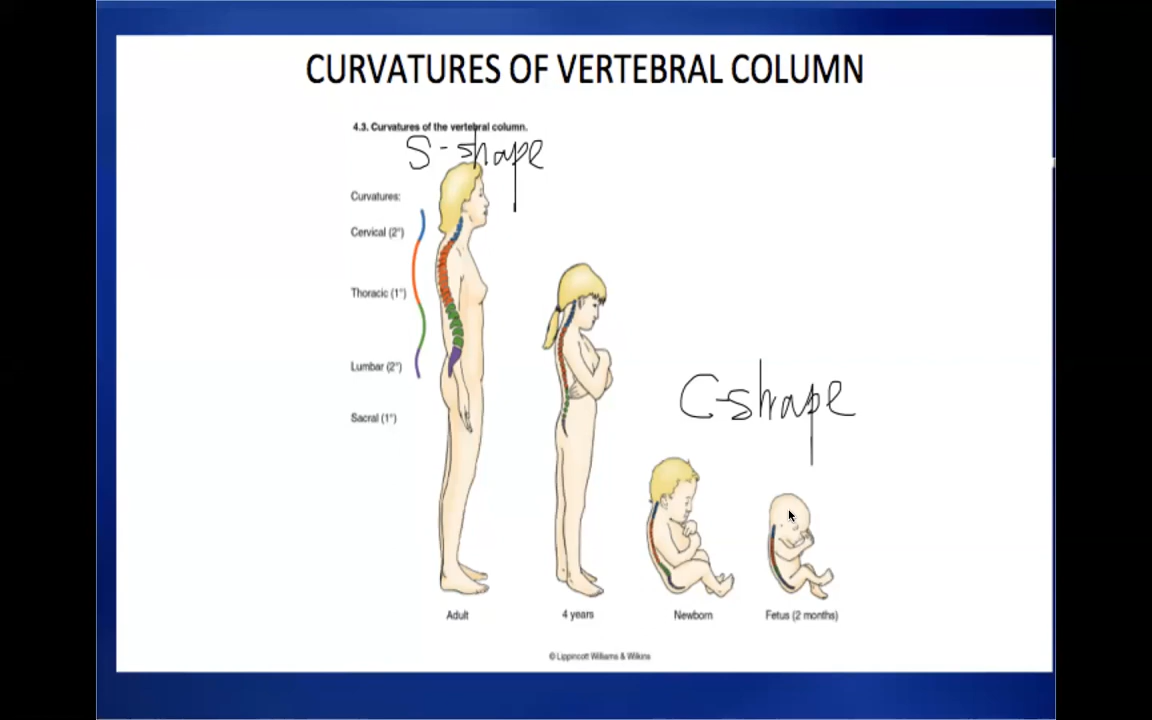 CURVATURES OF VERTEBRAL COLUMN
4.3. Curvatures of the vertebral column.
S-shape
Curvatures:
Cervical (2°)
Thoracic (1°)
Lumbar (2°)
Sacral (1°)
C-shape
Adult
4 years
Newborn
Fetus (2 months)
© Lippincott Williams & Wilkins